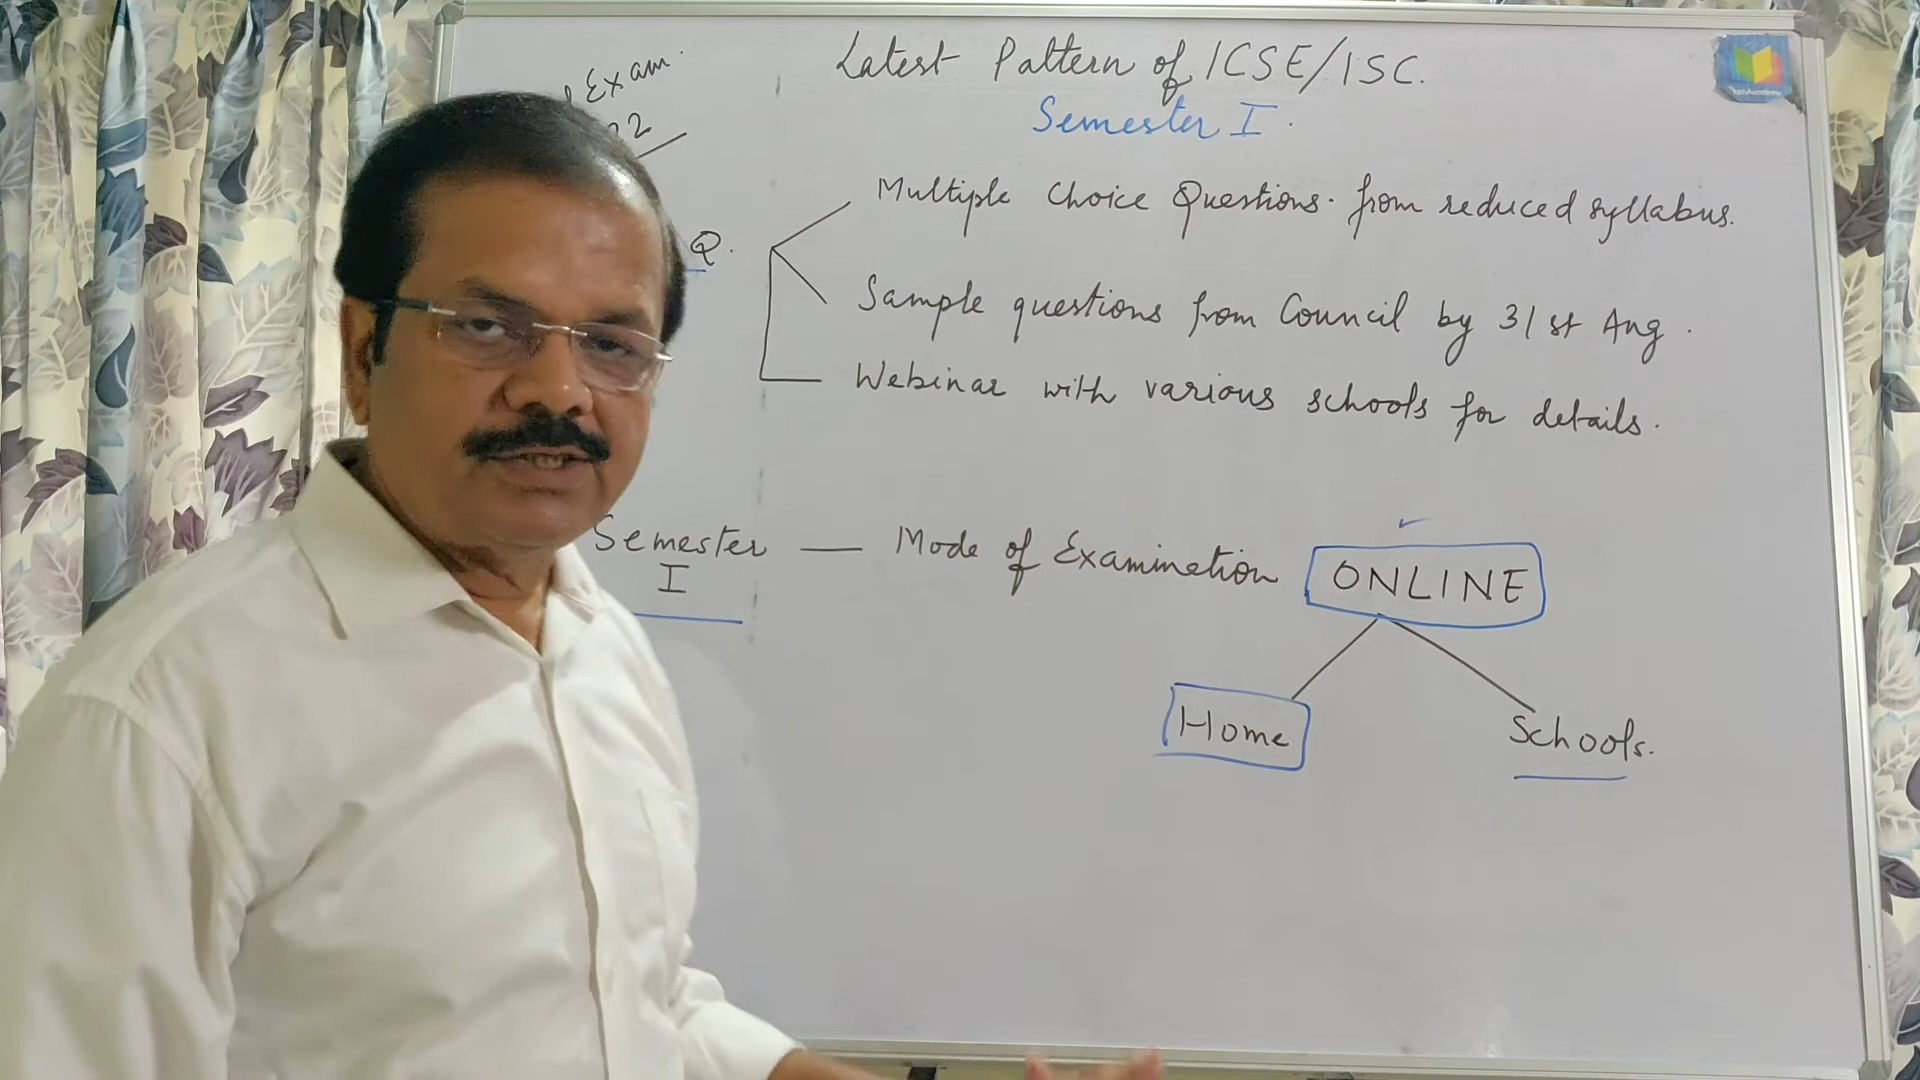 Latest Pattern of ICSE/ISC.
Semester I.
Exam.
22
Q.
Multiple Choice Questions. from reduced syllabus.
Sample questions from Council by 31st Aug.
Webinar with various schools for details.
Semester I — Mode of Examination ONLINE
Home
Schools.